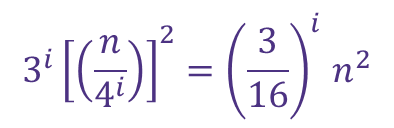 3^i [(n/4^i)]^2 = (3/16)^i n^2